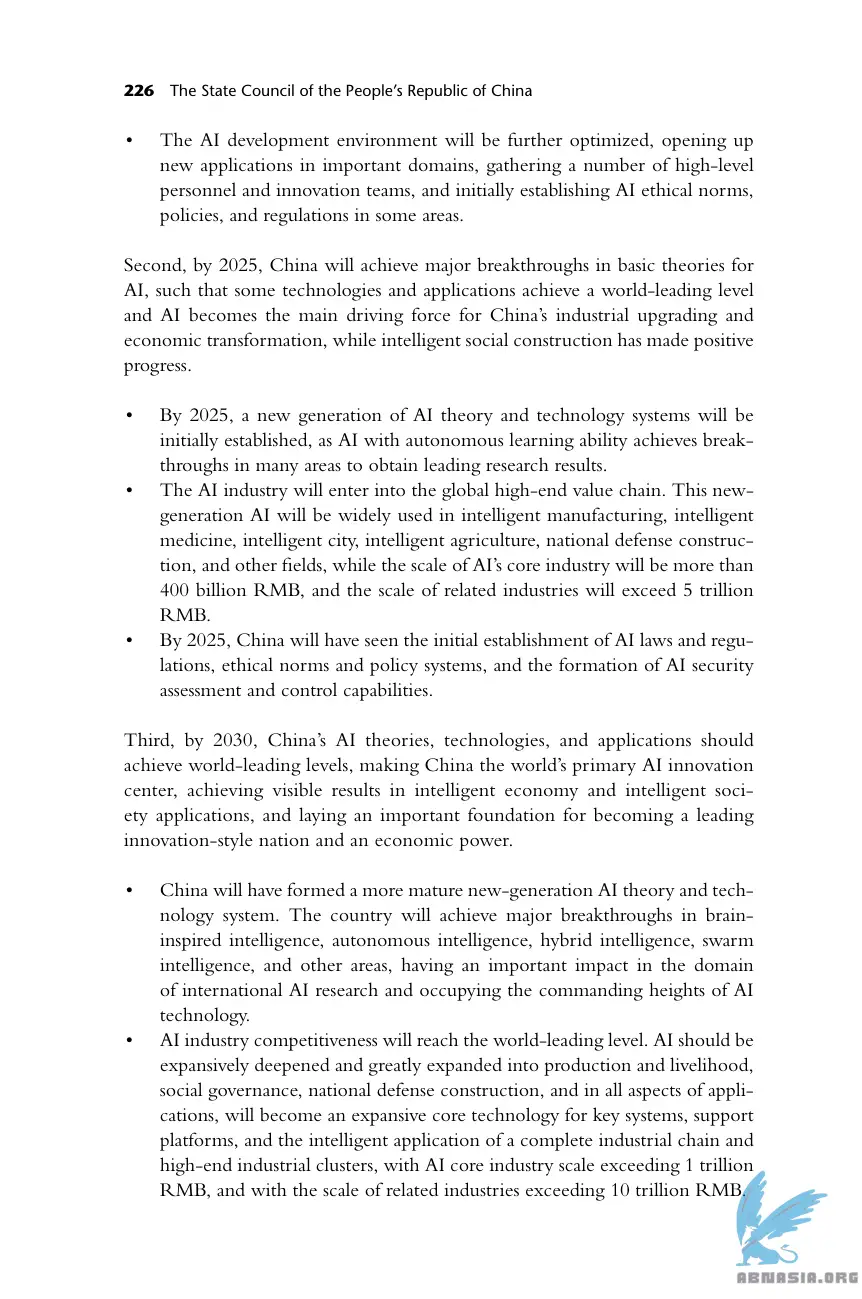 226 The State Council of the People’s Republic of China
• The AI development environment will be further optimized, opening up
new applications in important domains, gathering a number of high-level
personnel and innovation teams, and initially establishing AI ethical norms,
policies, and regulations in some areas.
Second, by 2025, China will achieve major breakthroughs in basic theories for
AI, such that some technologies and applications achieve a world-leading level
and AI becomes the main driving force for China’s industrial upgrading and
economic transformation, while intelligent social construction has made positive
progress.
• By 2025, a new generation of AI theory and technology systems will be
initially established, as AI with autonomous learning ability achieves break-
throughs in many areas to obtain leading research results.
• The AI industry will enter into the global high-end value chain. This new-
generation AI will be widely used in intelligent manufacturing, intelligent
medicine, intelligent city, intelligent agriculture, national defense construc-
tion, and other fields, while the scale of AI’s core industry will be more than
400 billion RMB, and the scale of related industries will exceed 5 trillion
RMB.
• By 2025, China will have seen the initial establishment of AI laws and regu-
lations, ethical norms and policy systems, and the formation of AI security
assessment and control capabilities.
Third, by 2030, China’s AI theories, technologies, and applications should
achieve world-leading levels, making China the world’s primary AI innovation
center, achieving visible results in intelligent economy and intelligent soci-
ety applications, and laying an important foundation for becoming a leading
innovation-style nation and an economic power.
• China will have formed a more mature new-generation AI theory and tech-
nology system. The country will achieve major breakthroughs in brain-
inspired intelligence, autonomous intelligence, hybrid intelligence, swarm
intelligence, and other areas, having an important impact in the domain
of international AI research and occupying the commanding heights of AI
technology.
• AI industry competitiveness will reach the world-leading level. AI should be
expansively deepened and greatly expanded into production and livelihood,
social governance, national defense construction, and in all aspects of appli-
cations, will become an expansive core technology for key systems, support
platforms, and the intelligent application of a complete industrial chain and
high-end industrial clusters, with AI core industry scale exceeding 1 trillion
RMB, and with the scale of related industries exceeding 10 trillion RMB.
ABNASIA.ORG